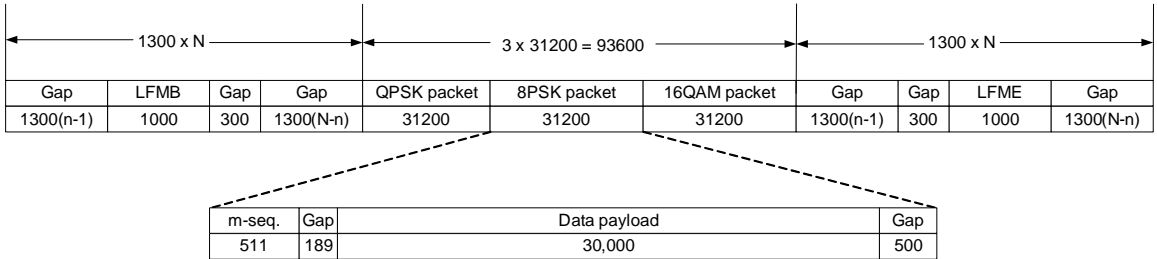 1300 x N 3 x 31200 = 93600 1300 x N
Gap LFMB Gap Gap QPSK packet 8PSK packet 16QAM packet Gap Gap LFME Gap
1300(n-1) 1000 300 1300(N-n) 31200 31200 31200 1300(n-1) 300 1000 1300(N-n)
m-seq. Gap Data payload Gap
511 189 30,000 500